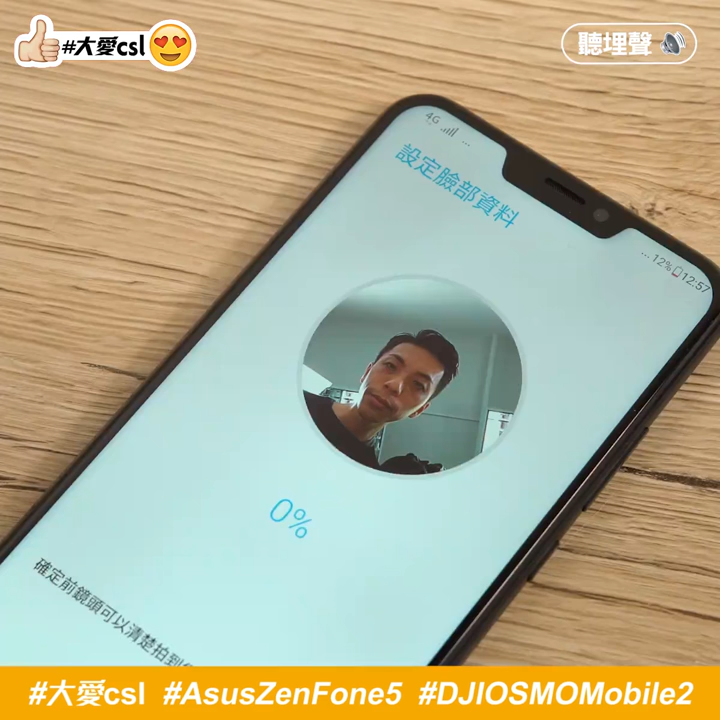 #大愛csl
聽埋聲
4G
...
設定臉部資料
... 12% 12:57
0%
確定前鏡頭可以清楚拍到
#大愛csl #AsusZenFone5 #DJIOSMOMobile2